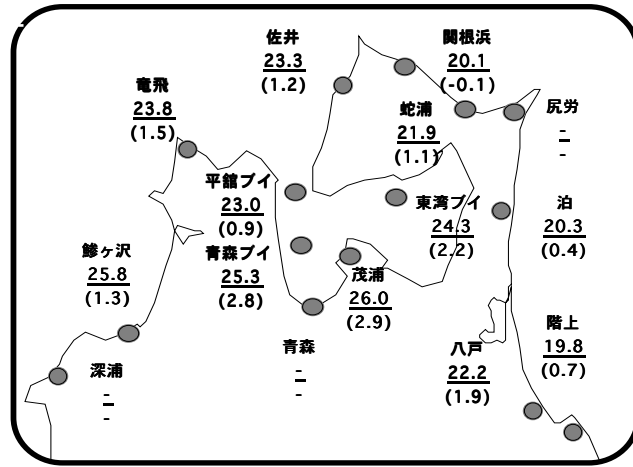 佐井
23.3
(1.2)
関根浜
20.1
(-0.1)
竜飛
23.8
(1.5)
蛇浦
21.9
(1.1)
尻労
-
-
平舘ブイ
23.0
(0.9)
東湾ブイ
24.3
(2.2)
泊
20.3
(0.4)
鰺ヶ沢
25.8
(1.3)
青森ブイ
25.3
(2.8)
茂浦
26.0
(2.9)
階上
19.8
(0.7)
青森
-
-
八戸
22.2
(1.9)
深浦
-
-